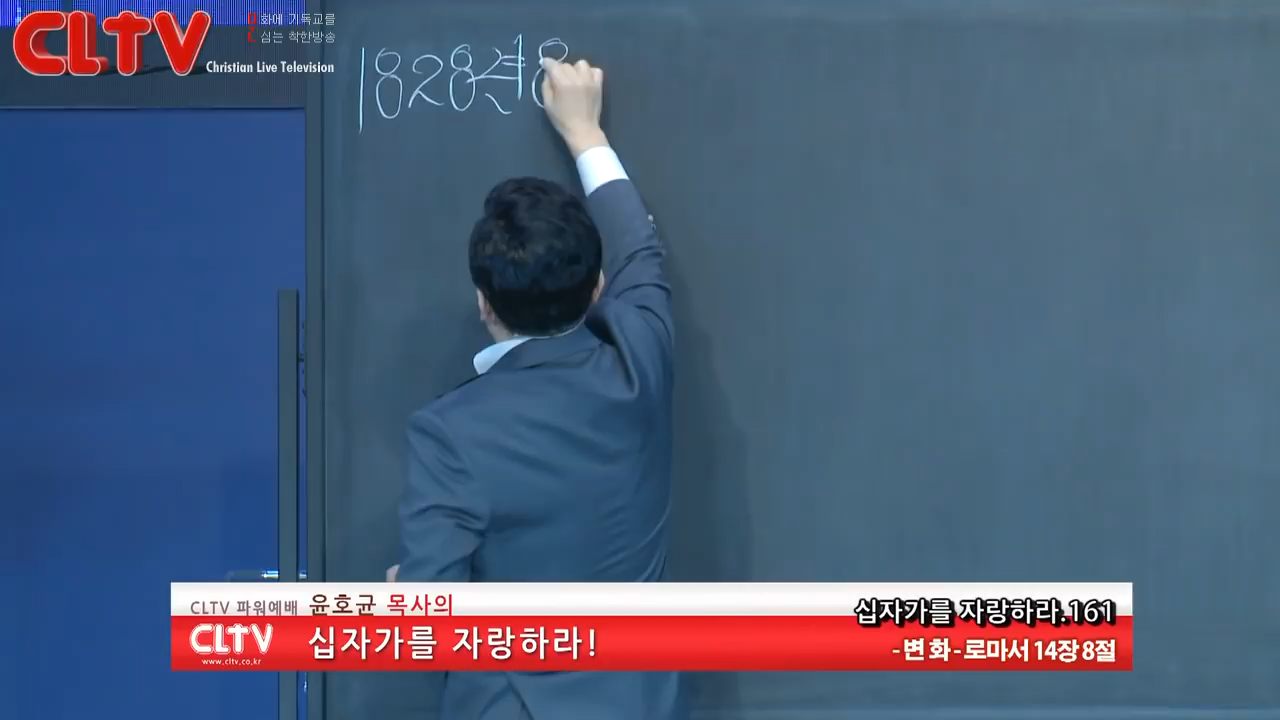 CLTV
문화에 기독교를
심는 착한방송
Christian Live Television
1828년 18
CLTV 파워예배 윤호균 목사의
십자가를 자랑하라.161
CLTV
www.cltv.co.kr
십자가를 자랑하라!
- 변화 - 로마서 14장 8절